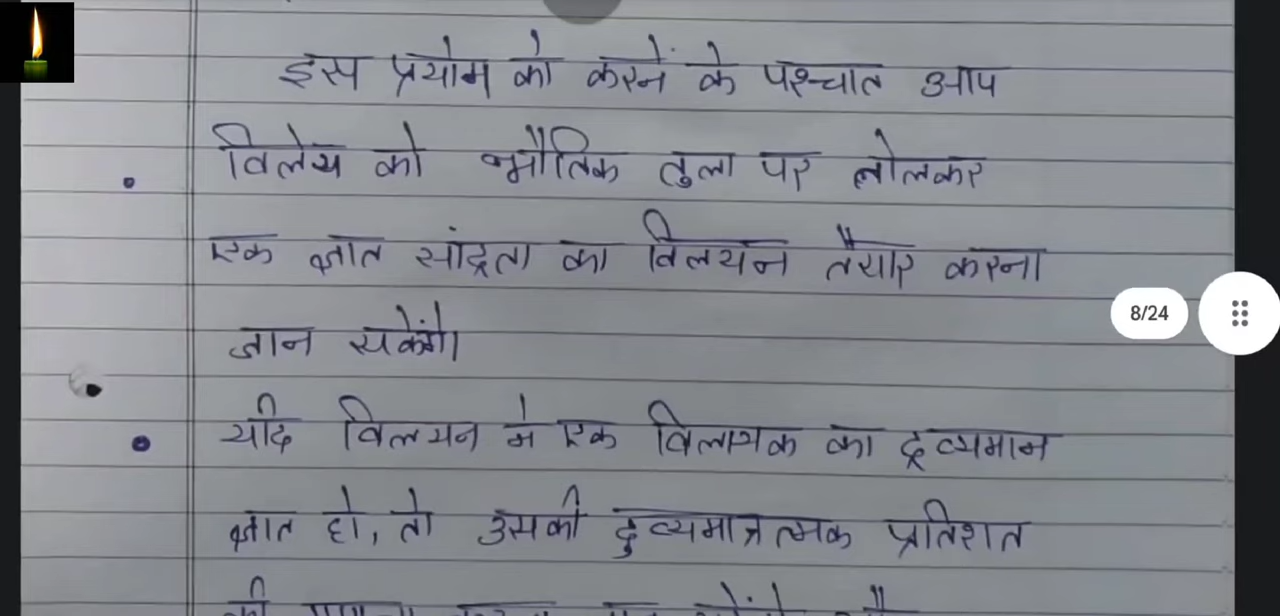 इस प्रयोग को करने के पश्चात आप
विलेय को भौतिक तुला पर तोलकर
एक ज्ञात सांद्रता का विलयन तैयार करना
जान सकेंगे।
8/24
यदि विलयन मे एक विलायक का द्रव्यमान
ज्ञात हो, तो उसकी द्रव्यमानत्मक प्रतिशत